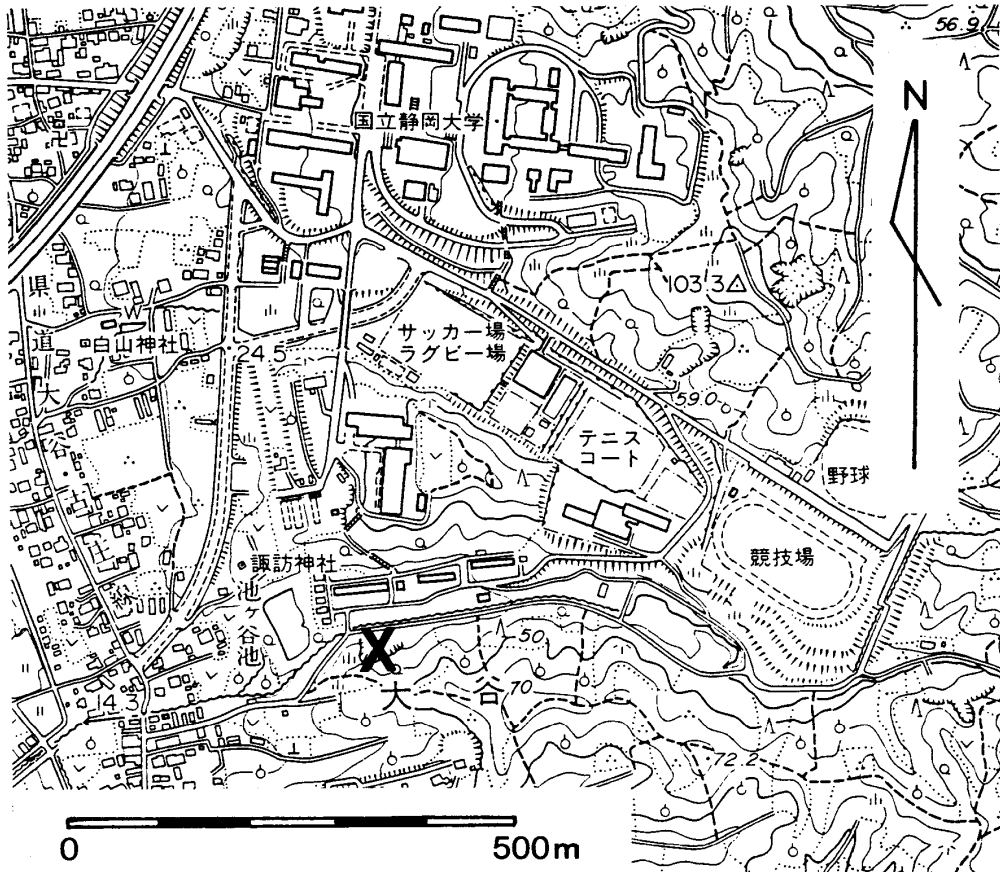 56.9
N
国立静岡大学
103.3
県道大谷
白山神社
サッカー場
ラグビー場
24.5
59.0
テニス
コート
野球
競技場
諏訪神社
池ヶ谷池
50
X
大谷
70
14.3
72.2
0 500m